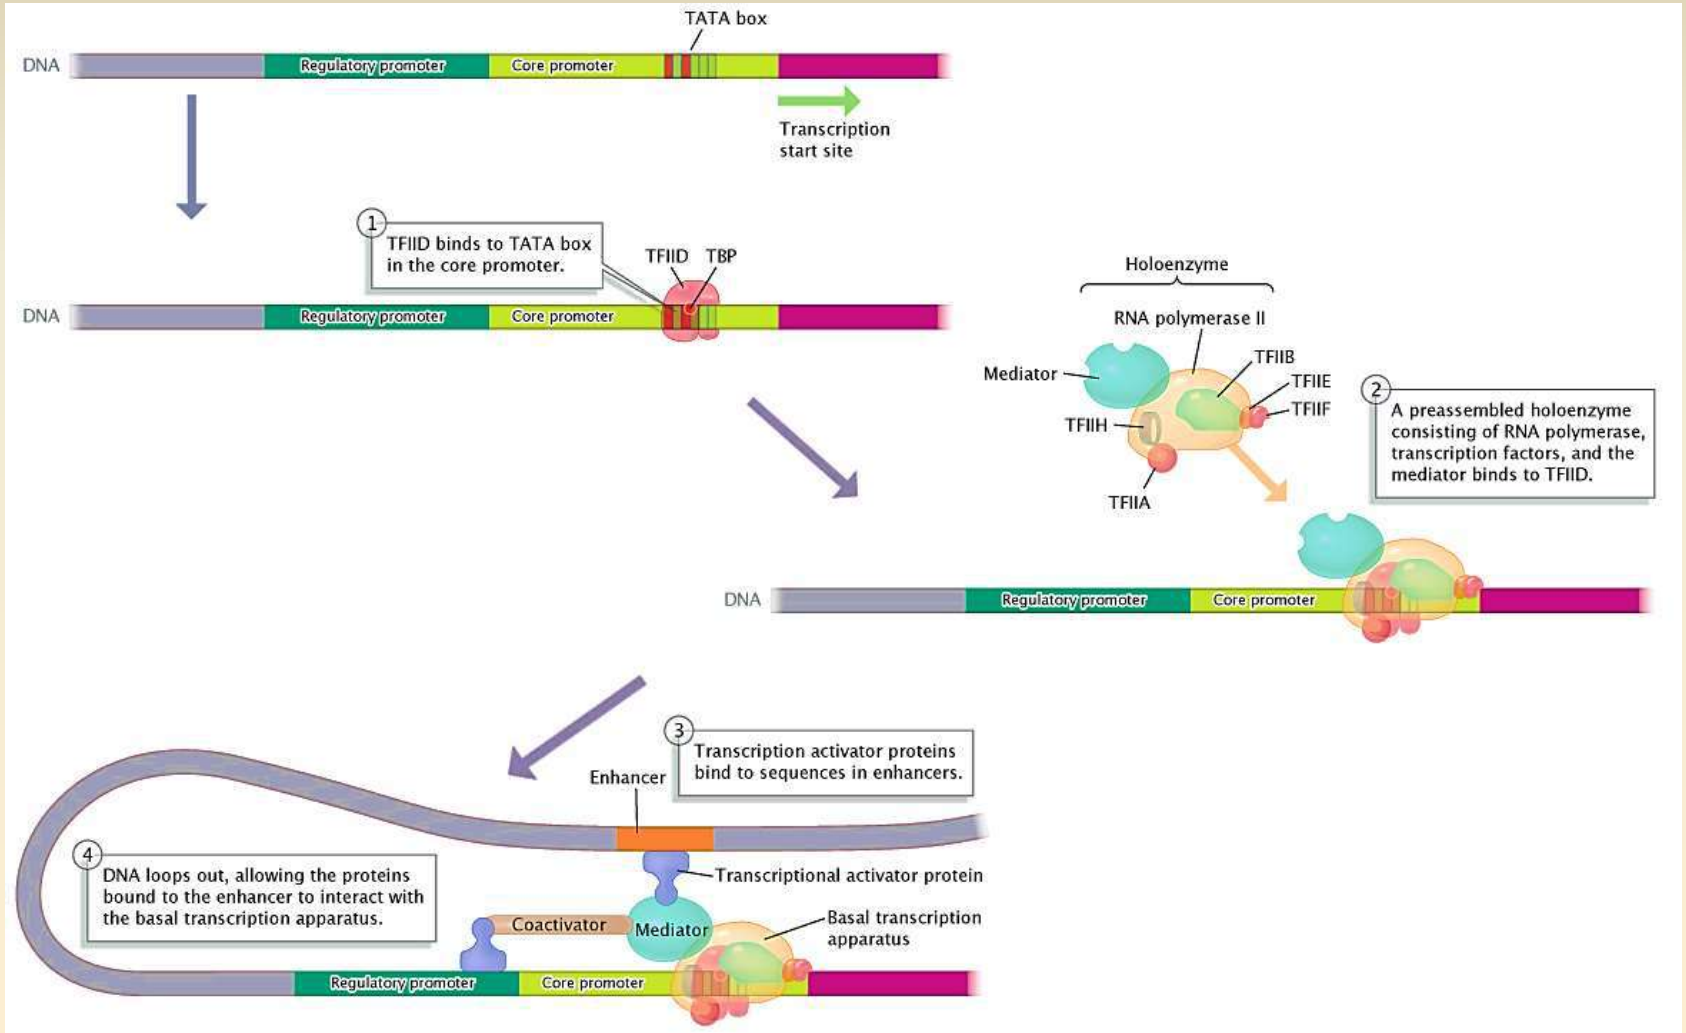 TATA box
DNA
Regulatory promoter
Core promoter
Transcription
start site
1
TFIID binds to TATA box
in the core promoter.
TFIID
TBP
DNA
Regulatory promoter
Core promoter
Holoenzyme
RNA polymerase II
Mediator
TFIIB
TFIIE
TFIIF
TFIIH
TFIIA
2
A preassembled holoenzyme
consisting of RNA polymerase,
transcription factors, and the
mediator binds to TFIID.
DNA
Regulatory promoter
Core promoter
3
Transcription activator proteins
bind to sequences in enhancers.
Enhancer
4
DNA loops out, allowing the proteins
bound to the enhancer to interact with
the basal transcription apparatus.
Transcriptional activator protein
Coactivator
Mediator
Basal transcription
apparatus
Regulatory promoter
Core promoter